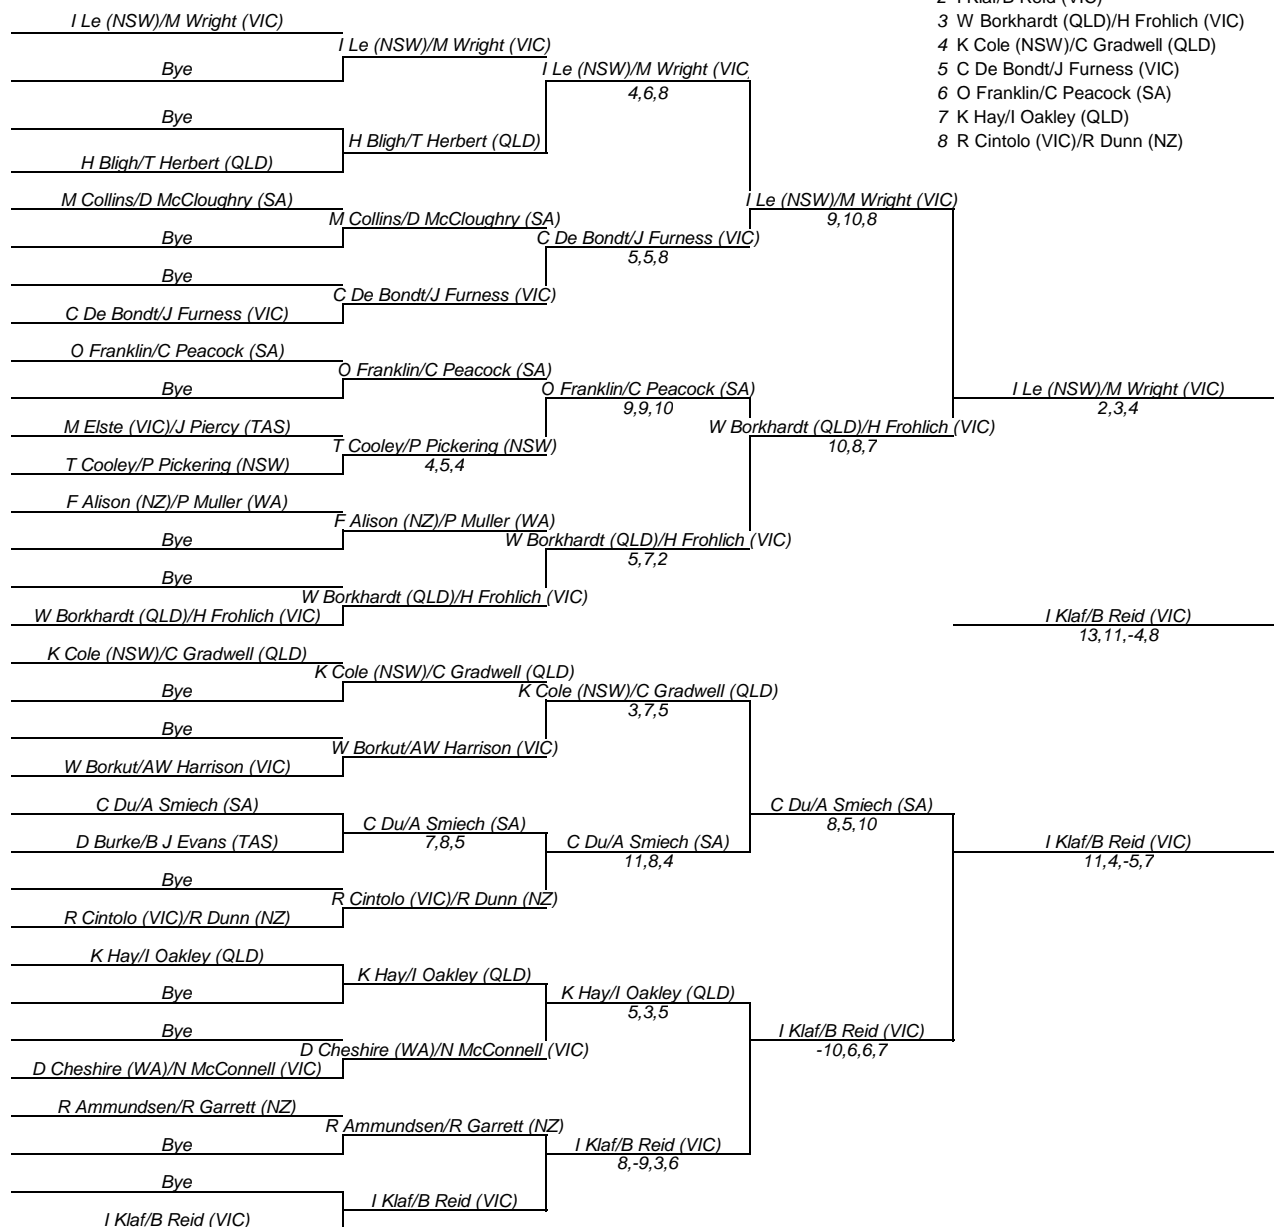 2 I Klaf/B Reid (VIC)
3 W Borkhardt (QLD)/H Frohlich (VIC)
4 K Cole (NSW)/C Gradwell (QLD)
5 C De Bondt/J Furness (VIC)
6 O Franklin/C Peacock (SA)
7 K Hay/I Oakley (QLD)
8 R Cintolo (VIC)/R Dunn (NZ)
I Le (NSW)/M Wright (VIC)
Bye
Bye
H Bligh/T Herbert (QLD)
M Collins/D McCloughry (SA)
Bye
Bye
C De Bondt/J Furness (VIC)
O Franklin/C Peacock (SA)
Bye
M Elste (VIC)/J Piercy (TAS)
T Cooley/P Pickering (NSW)
F Alison (NZ)/P Muller (WA)
Bye
Bye
W Borkhardt (QLD)/H Frohlich (VIC)
K Cole (NSW)/C Gradwell (QLD)
Bye
Bye
W Borkut/AW Harrison (VIC)
C Du/A Smiech (SA)
D Burke/B J Evans (TAS)
Bye
R Cintolo (VIC)/R Dunn (NZ)
K Hay/I Oakley (QLD)
Bye
Bye
D Cheshire (WA)/N McConnell (VIC)
R Ammundsen/R Garrett (NZ)
Bye
Bye
I Klaf/B Reid (VIC)
I Le (NSW)/M Wright (VIC)
H Bligh/T Herbert (QLD)
M Collins/D McCloughry (SA)
C De Bondt/J Furness (VIC)
O Franklin/C Peacock (SA)
T Cooley/P Pickering (NSW)
4,5,4
F Alison (NZ)/P Muller (WA)
W Borkhardt (QLD)/H Frohlich (VIC)
K Cole (NSW)/C Gradwell (QLD)
W Borkut/AW Harrison (VIC)
C Du/A Smiech (SA)
7,8,5
R Cintolo (VIC)/R Dunn (NZ)
K Hay/I Oakley (QLD)
D Cheshire (WA)/N McConnell (VIC)
R Ammundsen/R Garrett (NZ)
I Klaf/B Reid (VIC)
I Le (NSW)/M Wright (VIC
4,6,8
C De Bondt/J Furness (VIC)
5,5,8
O Franklin/C Peacock (SA)
9,9,10
W Borkhardt (QLD)/H Frohlich (VIC)
5,7,2
K Cole (NSW)/C Gradwell (QLD)
3,7,5
C Du/A Smiech (SA)
11,8,4
K Hay/I Oakley (QLD)
5,3,5
I Klaf/B Reid (VIC)
8,-9,3,6
I Le (NSW)/M Wright (VIC)
9,10,8
W Borkhardt (QLD)/H Frohlich (VIC)
10,8,7
C Du/A Smiech (SA)
8,5,10
I Klaf/B Reid (VIC)
-10,6,6,7
I Le (NSW)/M Wright (VIC)
2,3,4
I Klaf/B Reid (VIC)
13,11,-4,8
I Klaf/B Reid (VIC)
11,4,-5,7